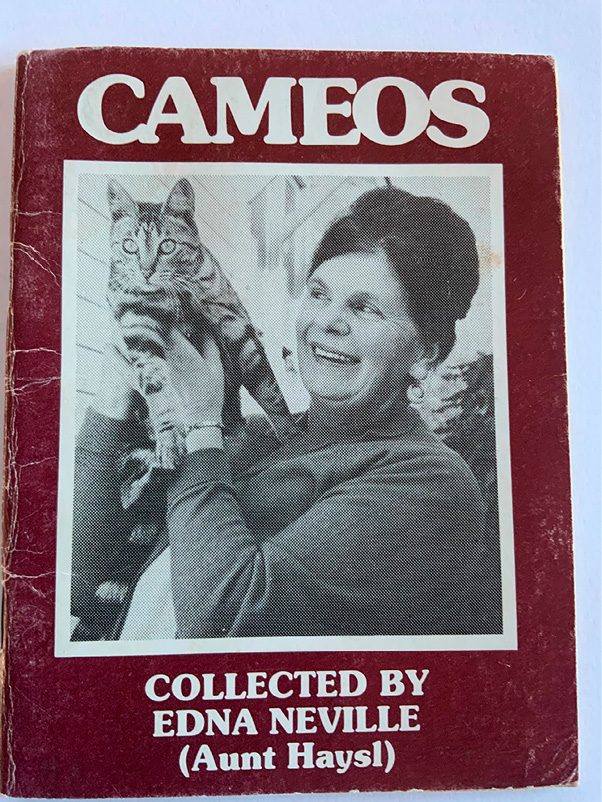 CAMEOS
COLLECTED BY
EDNA NEVILLE
(Aunt Haysl)